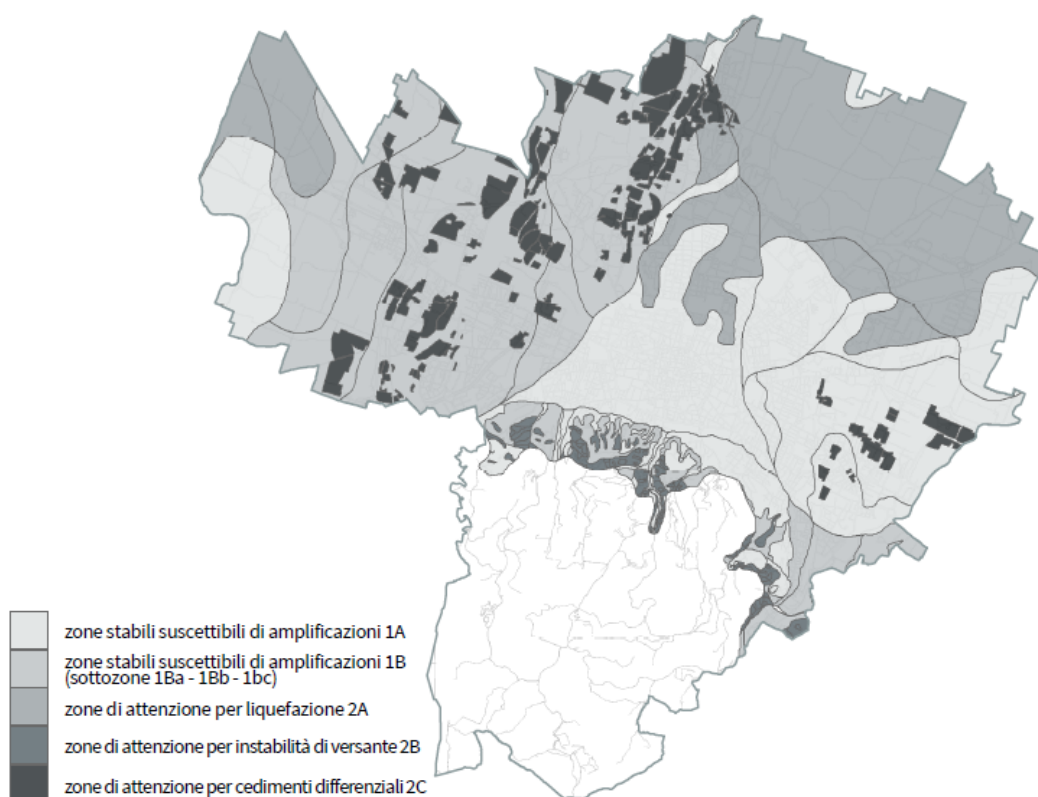 zone stabili suscettibili di amplificazioni 1A
zone stabili suscettibili di amplificazioni 1B
(sottozone 1Ba - 1Bb - 1bc)
zone di attenzione per liquefazione 2A
zone di attenzione per instabilità di versante 2B
zone di attenzione per cedimenti differenziali 2C